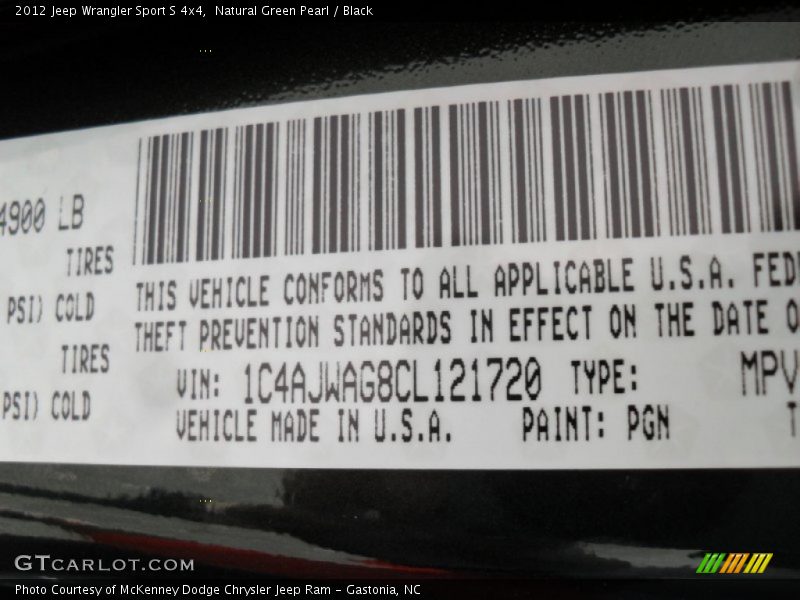 2012 Jeep Wrangler Sport S 4x4,  Natural Green Pearl / Black
4900 LB
TIRES
PSI) COLD
TIRES
PSI) COLD
THIS VEHICLE CONFORMS TO ALL APPLICABLE U.S.A.
THEFT PREVENTION STANDARDS IN EFFECT ON THE DATE
VIN: 1C4AJWAG8CL121720 TYPE: MPV
VEHICLE MADE IN U.S.A. PAINT: PGN
GTCARLOT.COM
Photo Courtesy of McKenney Dodge Chrysler Jeep Ram - Gastonia, NC